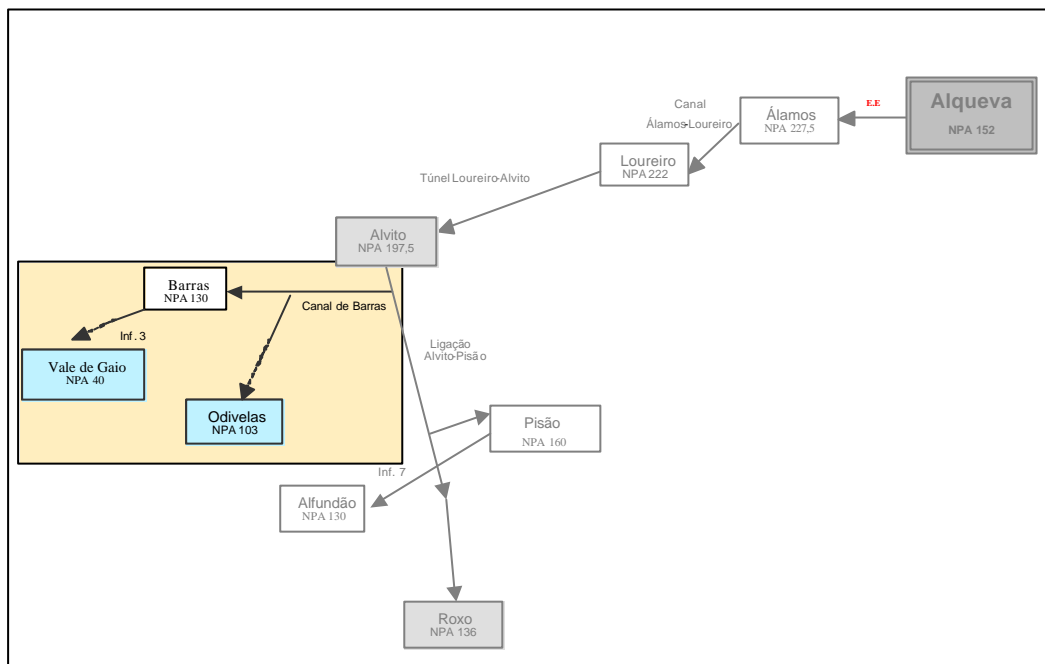 Alqueva
NPA 152
E.E
Álamos
NPA 227,5
Canal
Álamos-Loureiro
Loureiro
NPA 222
Túnel Loureiro-Alvito
Alvito
NPA 197,5
Barras
NPA 130
Canal de Barras
Inf. 3
Vale de Gaio
NPA 40
Odivelas
NPA 103
Ligação
Alvito-Pisão
Pisão
NPA 160
Inf. 7
Alfundão
NPA 130
Roxo
NPA 136